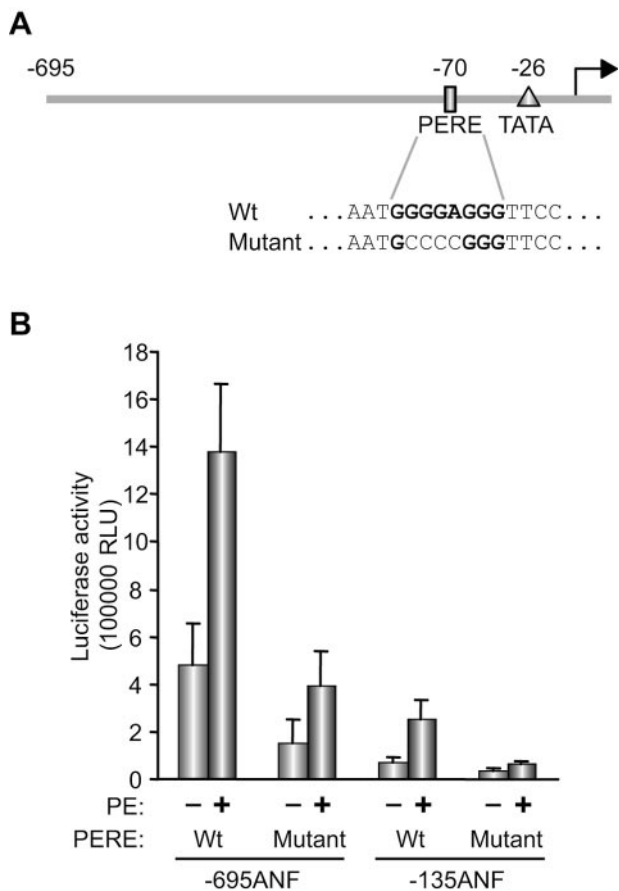 A
-695 -70 -26
PERE TATA
Wt ...AATGGGGAGGGTTCC...
Mutant ...AATGCCCCGGGTTCC...
B
18
16
14
12
10
8
6
4
2
0
Luciferase activity
(100000 RLU)
PE: – + – + – + – +
PERE: Wt Mutant Wt Mutant
-695ANF -135ANF